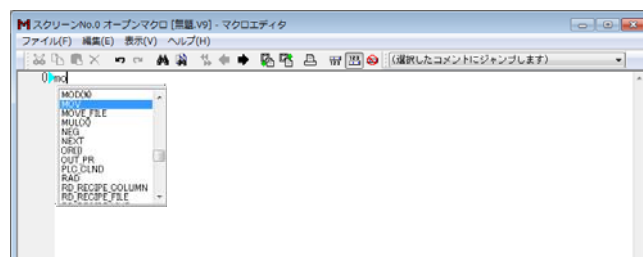 スクリーンNo.0 オープンマクロ [無題.V9] - マクロエディタ
ファイル(F) 編集(E) 表示(V) ヘルプ(H)
(選択したコメントにジャンプします)
0 mo
MOD(%)
MOV
MOVE_FILE
MUL(X)
NEG
NEXT
OR(|)
OUT_PR
PLC_CLND
RAD
RD_RECIPE_COLUMN
RD_RECIPE_FILE